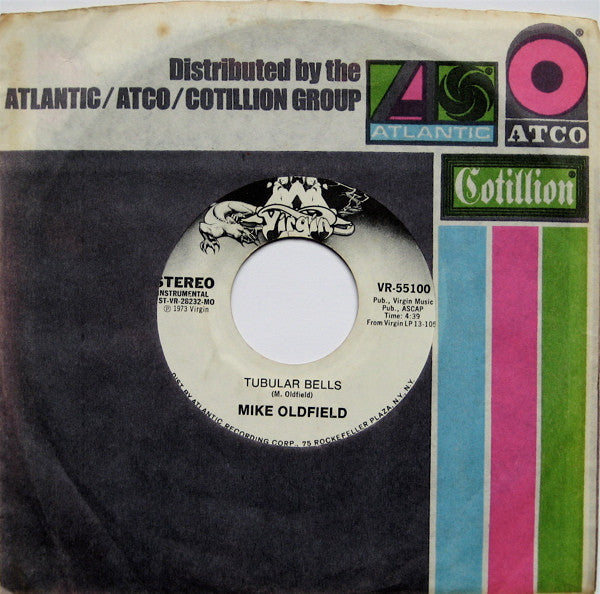 Distributed by the
ATLANTIC/ATCO/COTILLION GROUP
ATLANTIC
®
ATCO
Cotillion
Virgin
STEREO
INSTRUMENTAL
ST-VR-28232-MO
℗ 1973 Virgin
VR-55100
Pub., Virgin Music
Pub., ASCAP
Time: 4:39
From Virgin LP 13-105
TUBULAR BELLS
(M. Oldfield)
MIKE OLDFIELD
DIST. BY ATLANTIC RECORDING CORP., 75 ROCKEFELLER PLAZA, N.Y. N.Y.